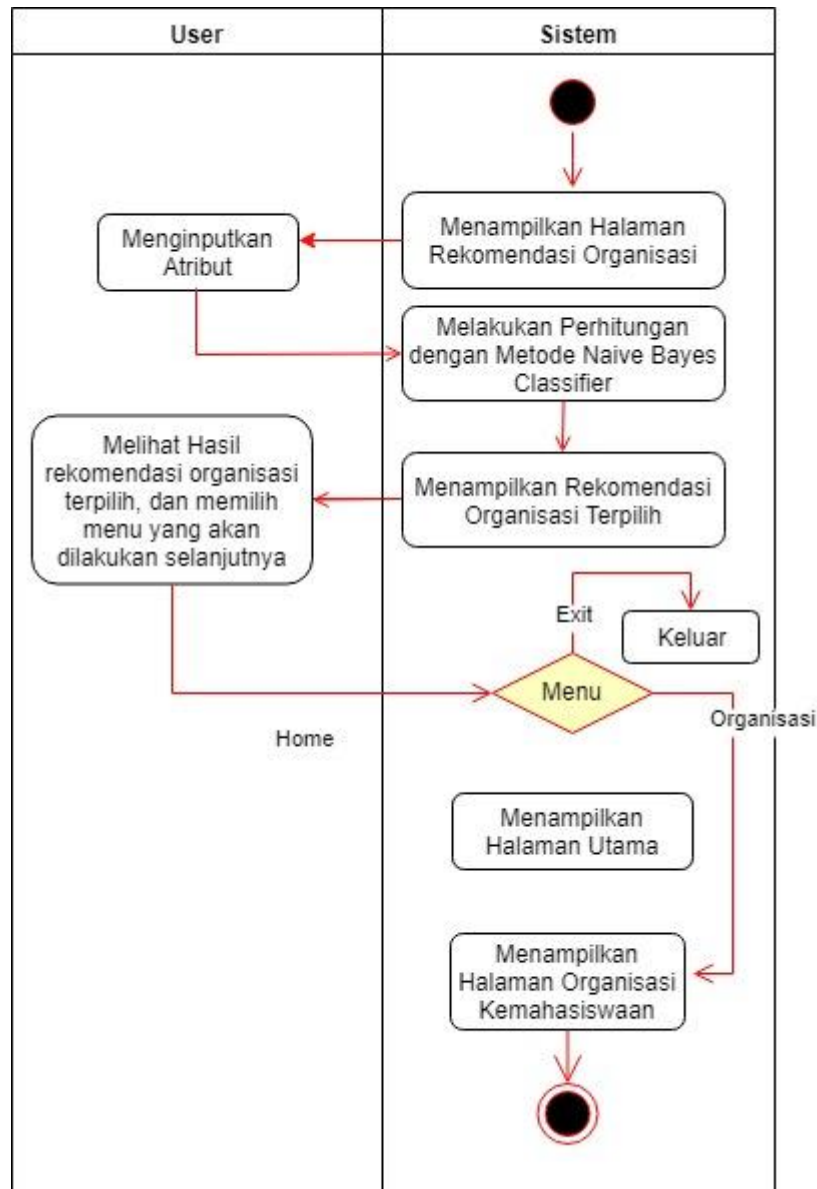 User
Sistem
Menampilkan Halaman
Rekomendasi Organisasi
Menginputkan
Atribut
Melakukan Perhitungan
dengan Metode Naive Bayes
Classifier
Menampilkan Rekomendasi
Organisasi Terpilih
Melihat Hasil
rekomendasi organisasi
terpilih, dan memilih
menu yang akan
dilakukan selanjutnya
Exit
Keluar
Menu
Organisasi
Home
Menampilkan
Halaman Utama
Menampilkan
Halaman Organisasi
Kemahasiswaan